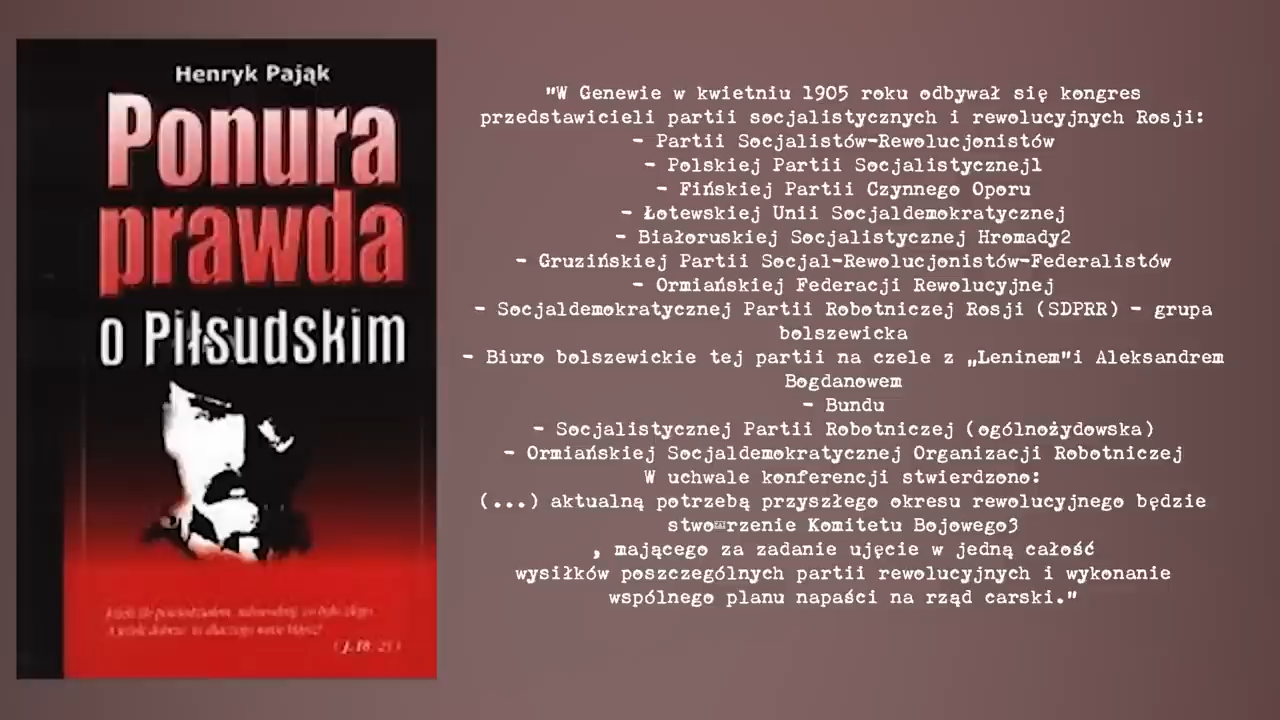 Henryk Pająk
Ponura
prawda
o Piłsudskim
(J. 18, 23)
"W Genewie w kwietniu 1905 roku odbywał się kongres
przedstawicieli partii socjalistycznych i rewolucyjnych Rosji:
- Partii Socjalistów-Rewolucjonistów
- Polskiej Partii Socjalistycznej1
- Fińskiej Partii Czynnego Oporu
- Łotewskiej Unii Socjaldemokratycznej
- Białoruskiej Socjalistycznej Hromady2
- Gruzińskiej Partii Socjal-Rewolucjonistów-Federalistów
- Ormiańskiej Federacji Rewolucyjnej
- Socjaldemokratycznej Partii Robotniczej Rosji (SDPRR) - grupa
bolszewicka
- Biuro bolszewickie tej partii na czele z „Leninem"i Aleksandrem
Bogdanowem
- Bundu
- Socjalistycznej Partii Robotniczej (ogólnożydowska)
- Ormiańskiej Socjaldemokratycznej Organizacji Robotniczej
W uchwale konferencji stwierdzono:
(...) aktualną potrzebą przyszłego okresu rewolucyjnego będzie
stworzenie Komitetu Bojowego3
, mającego za zadanie ujęcie w jedną całość
wysiłków poszczególnych partii rewolucyjnych i wykonanie
wspólnego planu napaści na rząd carski."